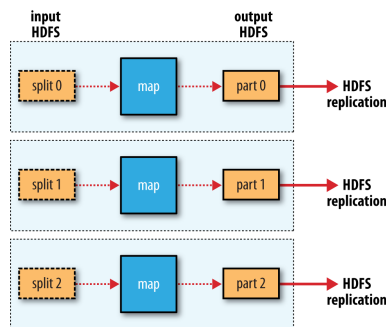 input
HDFS
output
HDFS
split 0
map
part 0
HDFS
replication
split 1
map
part 1
HDFS
replication
split 2
map
part 2
HDFS
replication